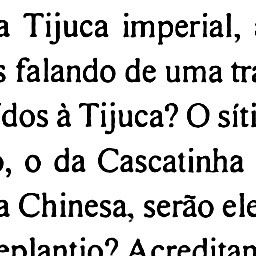 a Tijuca imperial,
s falando de uma tra
ídos à Tijuca? O síti
o, o da Cascatinha
a Chinesa, serão ele
eplantio? Acreditan